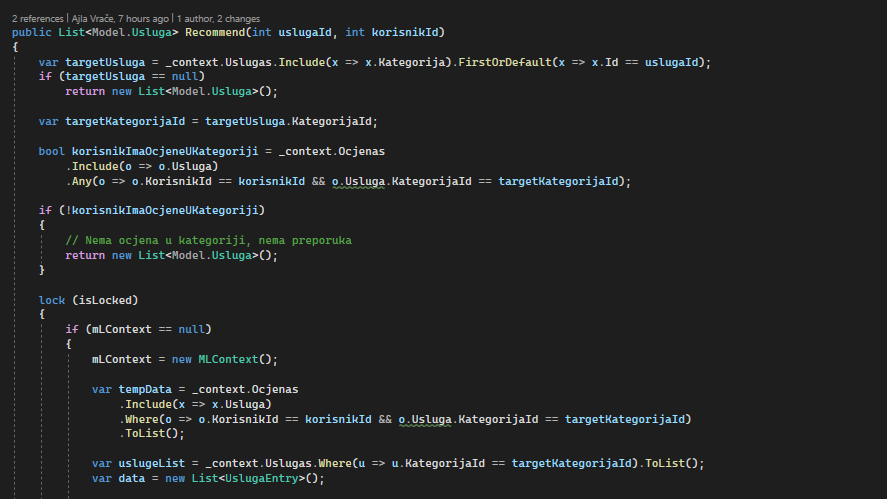 2 references | Ajla Vrače, 7 hours ago | 1 author, 2 changes
public List<Model.Usluga> Recommend(int uslugaId, int korisnikId)
{
    var targetUsluga = _context.Uslugas.Include(x => x.Kategorija).FirstOrDefault(x => x.Id == uslugaId);
    if (targetUsluga == null)
        return new List<Model.Usluga>();

    var targetKategorijaId = targetUsluga.KategorijaId;

    bool korisnikImaOcjeneUKategoriji = _context.Ocjenas
        .Include(o => o.Usluga)
        .Any(o => o.KorisnikId == korisnikId && o.Usluga.KategorijaId == targetKategorijaId);

    if (!korisnikImaOcjeneUKategoriji)
    {
        // Nema ocjena u kategoriji, nema preporuka
        return new List<Model.Usluga>();
    }

    lock (isLocked)
    {
        if (mLContext == null)
        {
            mLContext = new MLContext();

            var tempData = _context.Ocjenas
                .Include(x => x.Usluga)
                .Where(o => o.KorisnikId == korisnikId && o.Usluga.KategorijaId == targetKategorijaId)
                .ToList();

            var uslugeList = _context.Uslugas.Where(u => u.KategorijaId == targetKategorijaId).ToList();
            var data = new List<UslugaEntry>();